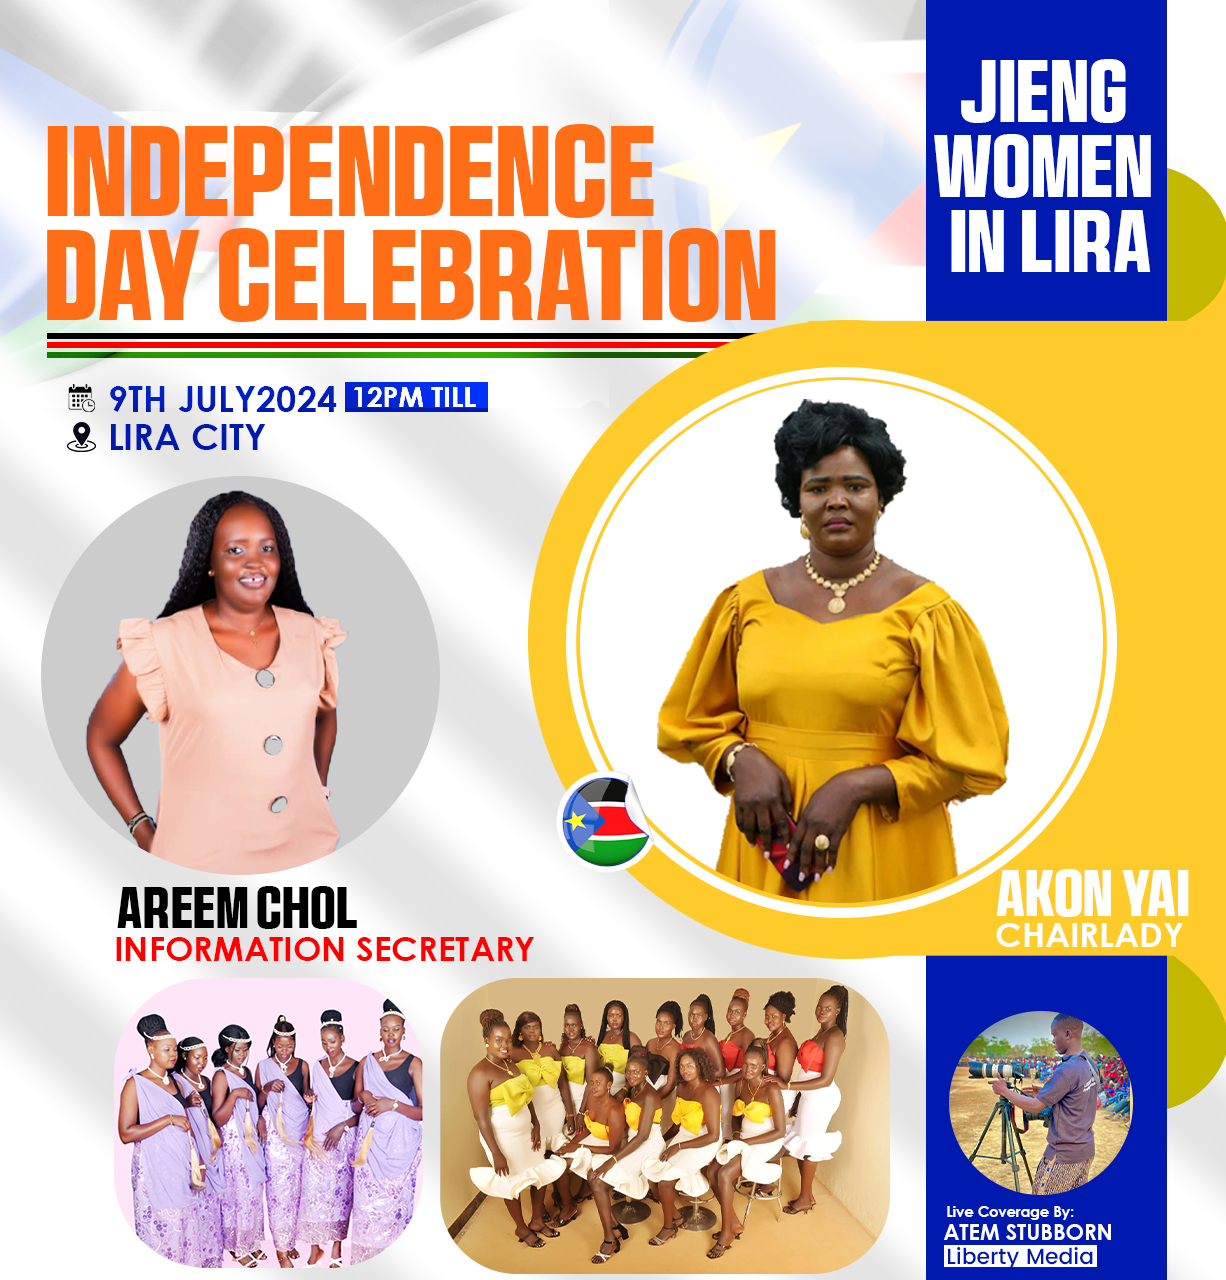 JIENG
WOMEN
IN LIRA
INDEPENDENCE
DAY CELEBRATION
9TH JULY2024 12PM TILL
LIRA CITY
AREEM CHOL
INFORMATION SECRETARY
AKON YAI
CHAIRLADY
Live Coverage By:
ATEM STUBBORN
Liberty Media